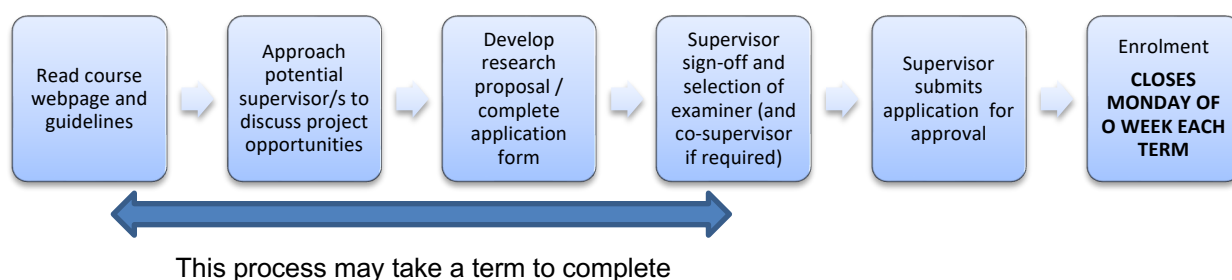 Read course
webpage and
guidelines
Approach
potential
supervisor/s to
discuss project
opportunities
Develop
research
proposal /
complete
application
form
Supervisor
sign-off and
selection of
examiner (and
co-supervisor
if required)
Supervisor
submits
application for
approval
Enrolment
CLOSES
MONDAY OF
O WEEK EACH
TERM
This process may take a term to complete